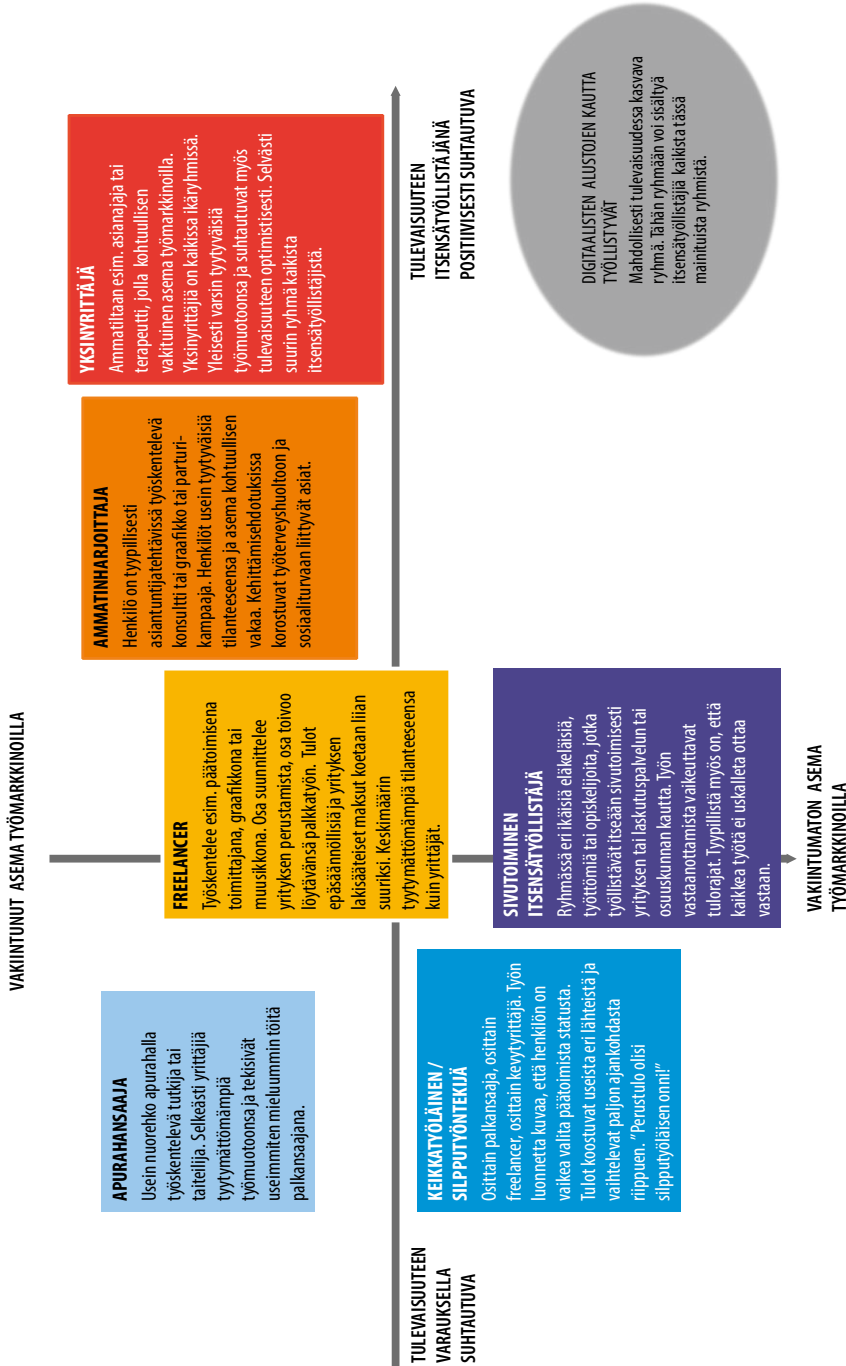 VAKIINTUNUT ASEMA TYÖMARKKINOILLA
APURAHANSAAJA
Usein nuorehko apurahalla
työskentelevä tutkija tai
taiteilija. Selkeästi yrittäjiä
tyytymättömämpiä
työmuotoonsa ja tekisivät
useimmiten mieluummin töitä
palkansaajana.
FREELANCER
Työskentelee esim. päätoimisena
toimittajana, graafikkona tai
muusikkona. Osa suunnittelee
yrityksen perustamista, osa toivoo
löytävänsä palkkatyön. Tulot
epäsäännöllisiä ja yrityksen
lakisääteiset maksut koetaan liian
suuriksi. Keskimäärin
tyytymättömämpiä tilanteeseensa
kuin yrittäjät.
AMMATINHARJOITTAJA
Henkilö on tyypillisesti
asiantuntijatehtävissä työskentelevä
konsultti tai graafikko tai parturi-
kampaaja. Henkilöt usein tyytyväisiä
tilanteeseensa ja asema kohtuullisen
vakaa. Kehittämisehdotuksissa
korostuvat työterveyshuoltoon ja
sosiaaliturvaan liittyvät asiat.
YKSINYRITTÄJÄ
Ammatiltaan esim. asianajaja tai
terapeutti, jolla kohtuullisen
vakituinen asema työmarkkinoilla.
Yksinyrittäjiä on kaikissa ikäryhmissä.
Yleisesti varsin tyytyväisiä
työmuotoonsa ja suhtautuvat myös
tulevaisuuteen optimistisesti. Selvästi
suurin ryhmä kaikista
itsensätyöllistäjistä.
TULEVAISUUTEEN
VARAUKSELLA
SUHTAUTUVA
TULEVAISUUTEEN
ITSENSÄTYÖLLISTÄJÄNÄ
POSITIIVISESTI SUHTAUTUVA
KEIKKATYÖLÄINEN /
SILPPUTYÖNTEKIJÄ
Osittain palkansaaja, osittain
freelancer, osittain kevytyrittäjä. Työn
luonnetta kuvaa, että henkilön on
vaikea valita päätoimista statusta.
Tulot koostuvat useista eri lähteistä ja
vaihtelevat paljon ajankohdasta
riippuen. "Perustulo olisi
silpputyöläisen onni!"
SIVUTOIMINEN
ITSENSÄTYÖLLISTÄJÄ
Ryhmässä eri ikäisiä eläkeläisiä,
työttömiä tai opiskelijoita, jotka
työllistävät itseään sivutoimisesti
yrityksen tai laskutuspalvelun tai
osuuskunnan kautta. Työn
vastaanottamista vaikeuttavat
tulorajat. Tyypillistä myös on, että
kaikkea työtä ei uskalleta ottaa
vastaan.
DIGITAALISTEN ALUSTOJEN KAUTTA
TYÖLLISTYVÄT
Mahdollisesti tulevaisuudessa kasvava
ryhmä. Tähän ryhmään voi sisältyä
itsensätyöllistäjiä kaikista tässä
mainituista ryhmistä.
VAKIINTUMATON ASEMA
TYÖMARKKINOILLA